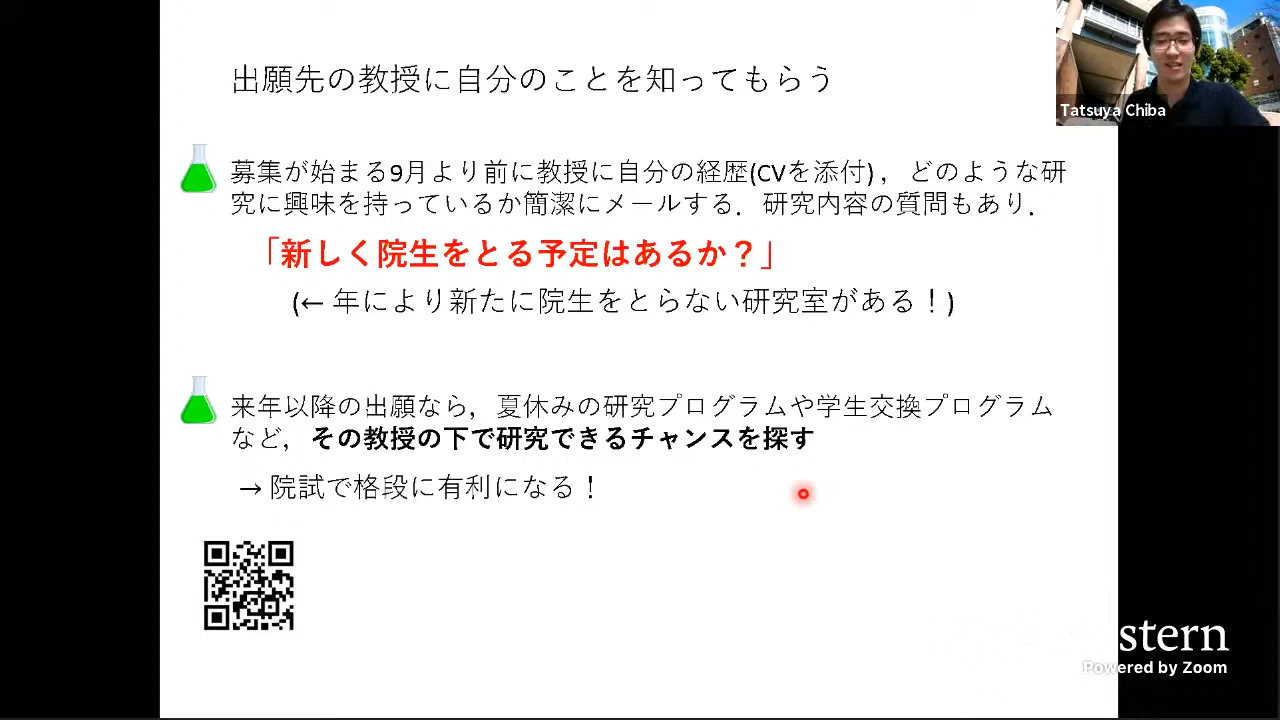 出願先の教授に自分のことを知ってもらう
Tatsuya Chiba
募集が始まる9月より前に教授に自分の経歴(CVを添付) ，どのような研
究に興味を持っているか簡潔にメールする．研究内容の質問もあり．
「新しく院生をとる予定はあるか？」
(← 年により新たに院生をとらない研究室がある！)
来年以降の出願なら，夏休みの研究プログラムや学生交換プログラム
など，その教授の下で研究できるチャンスを探す
→ 院試で格段に有利になる！
stern
Powered by Zoom